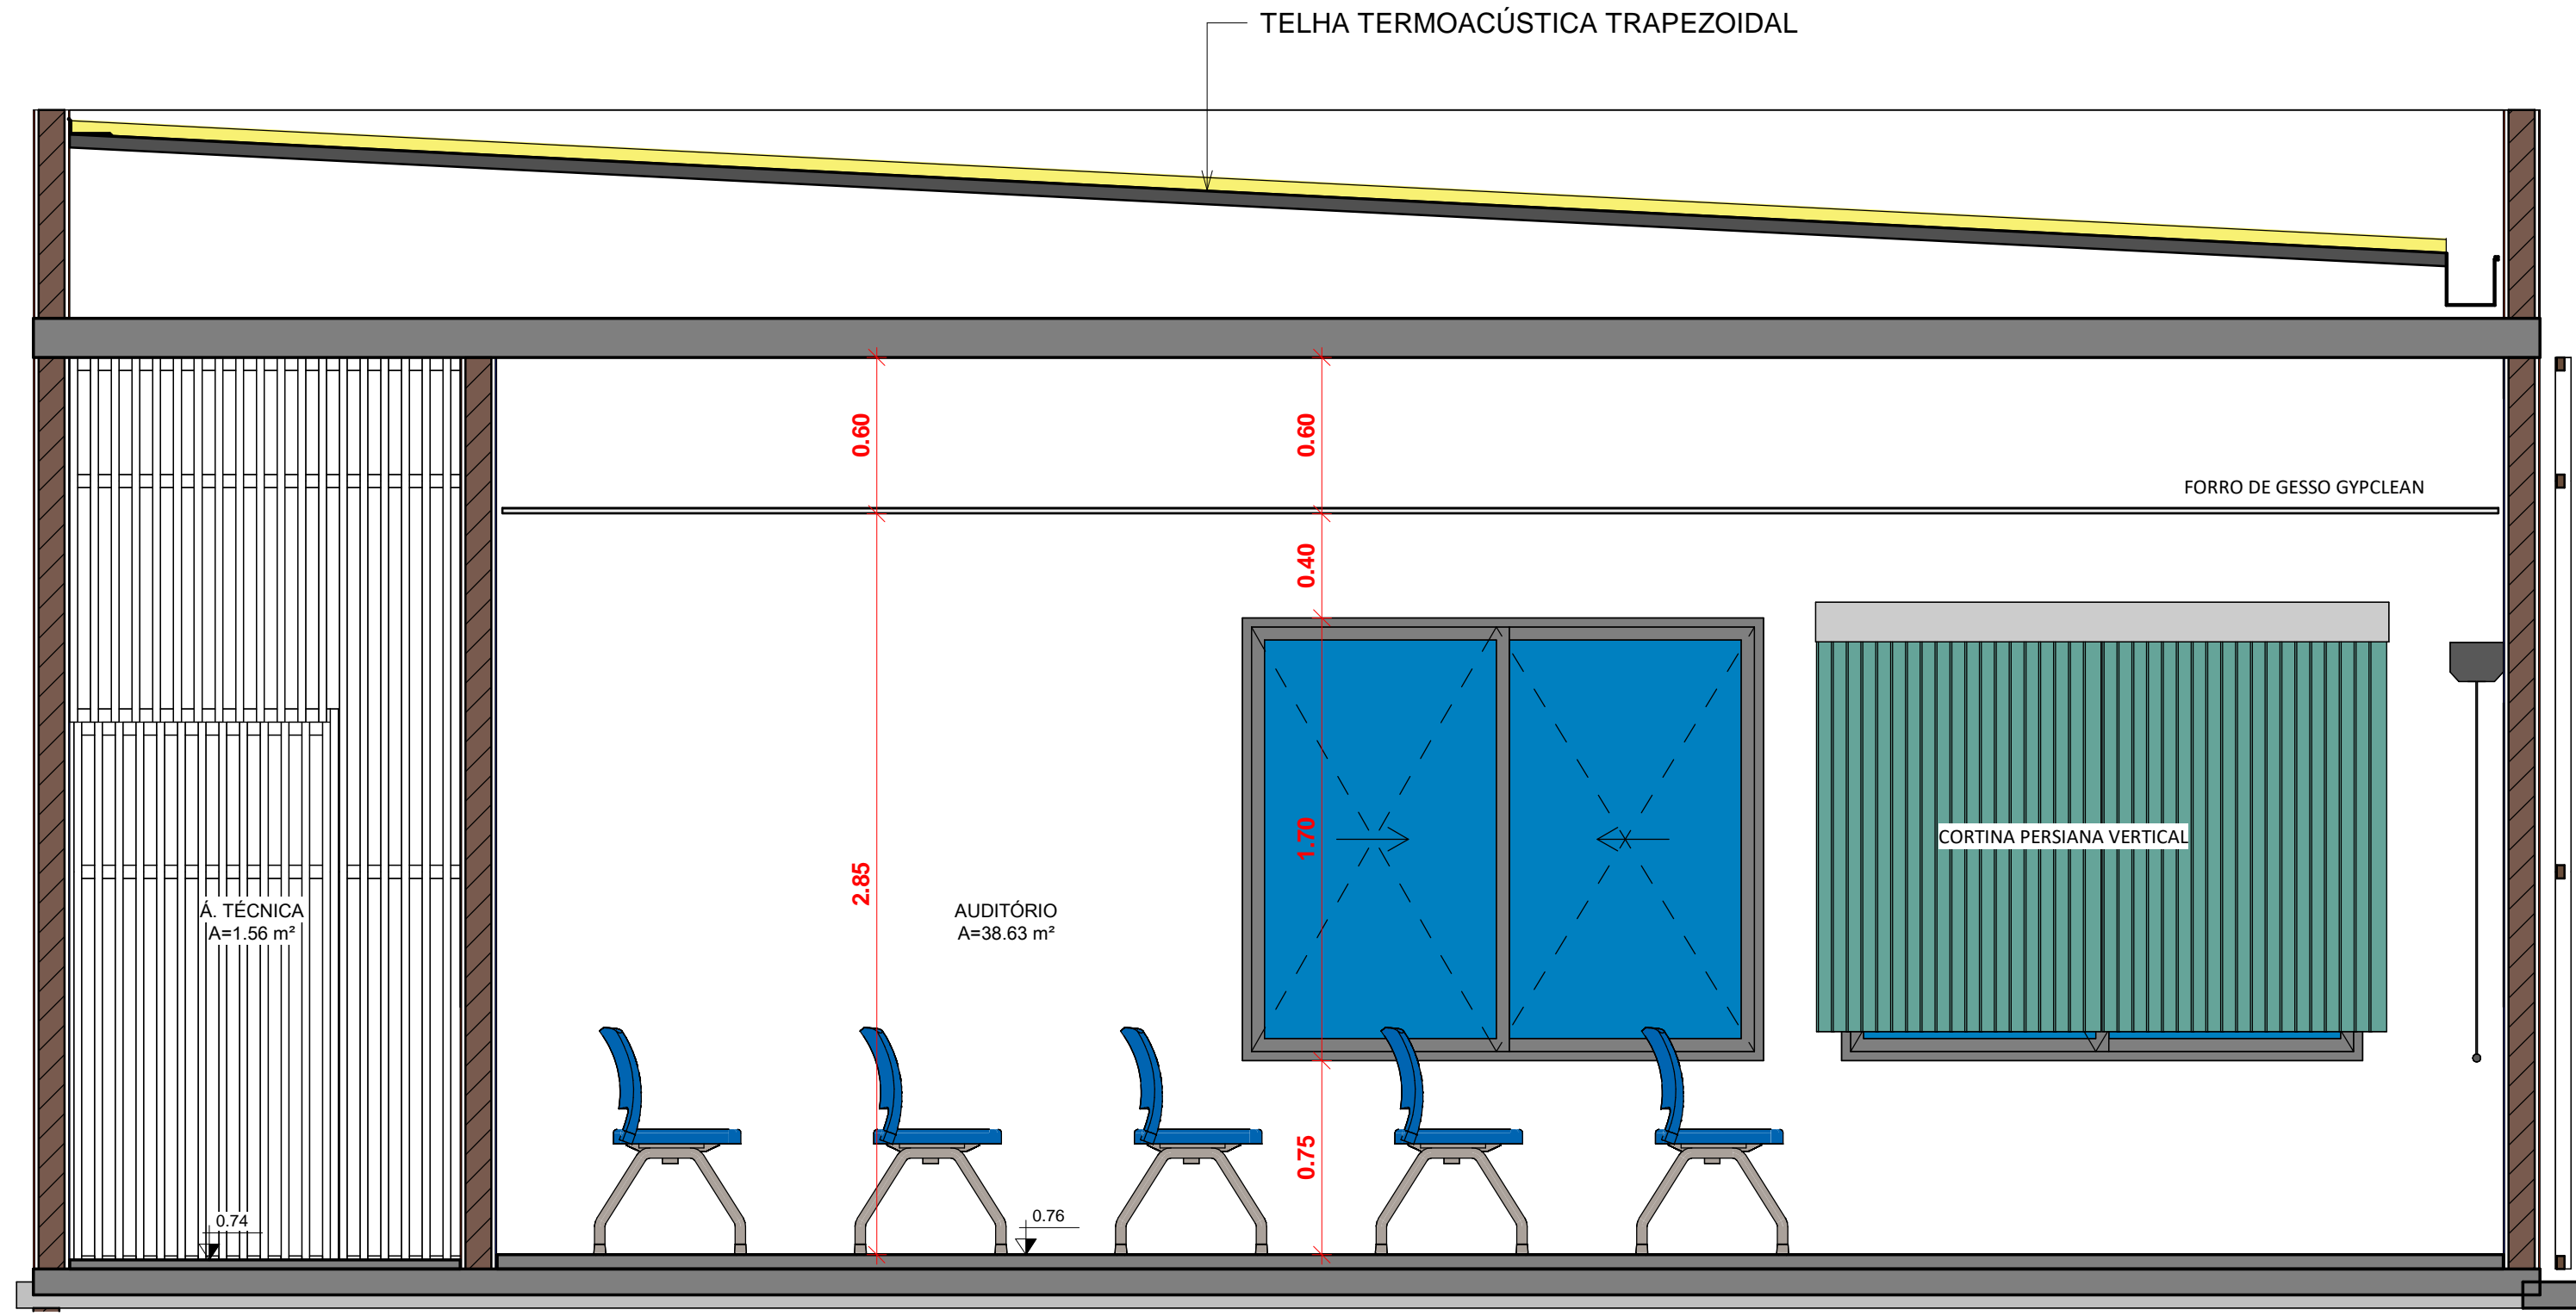 TELHA TERMOACÚSTICA TRAPEZOIDAL
0.60
0.60
FORRO DE GESSO GYPCLEAN
0.40
1.70
CORTINA PERSIANA VERTICAL
2.85
Á. TÉCNICA
A=1.56 m²
AUDITÓRIO
A=38.63 m²
0.75
0.74
0.76